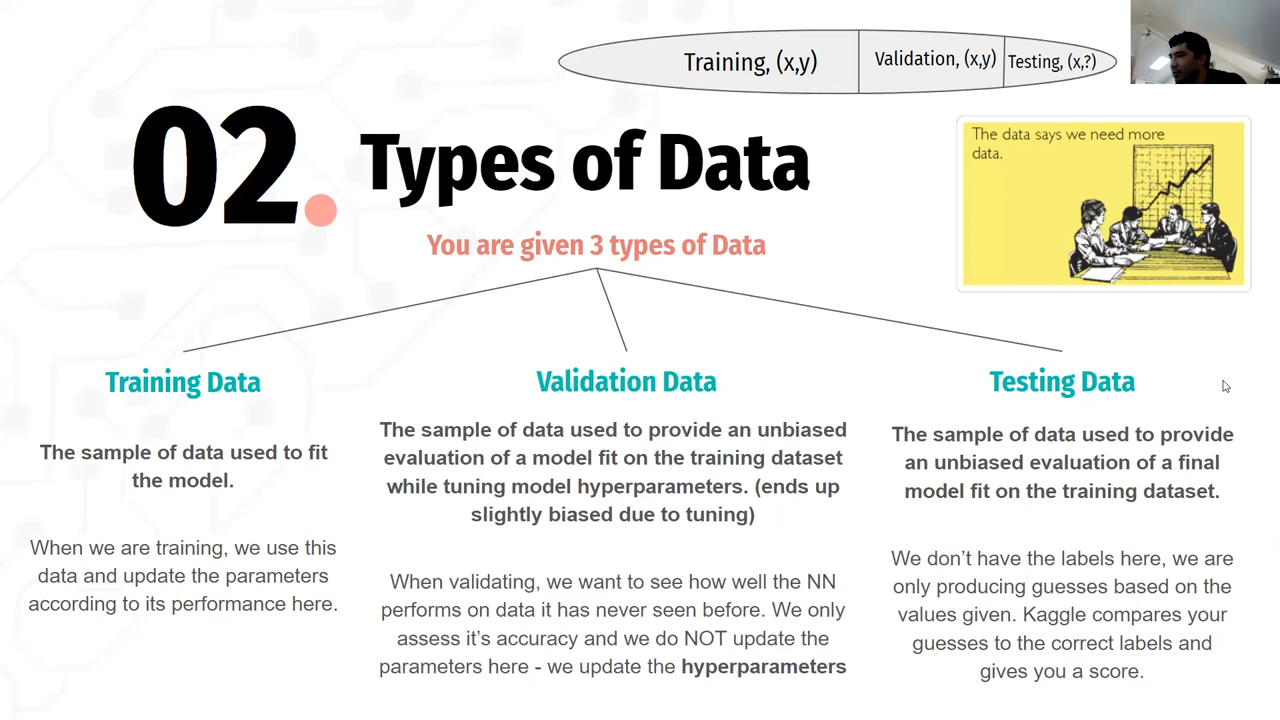 Training, (x,y)
Validation, (x,y)
Testing, (x,?)
02.
Types of Data
The data says we need more
data.
You are given 3 types of Data
Training Data
The sample of data used to fit
the model.
When we are training, we use this
data and update the parameters
according to its performance here.
Validation Data
The sample of data used to provide an unbiased
evaluation of a model fit on the training dataset
while tuning model hyperparameters. (ends up
slightly biased due to tuning)
When validating, we want to see how well the NN
performs on data it has never seen before. We only
assess it’s accuracy and we do NOT update the
parameters here - we update the hyperparameters
Testing Data
The sample of data used to provide
an unbiased evaluation of a final
model fit on the training dataset.
We don’t have the labels here, we are
only producing guesses based on the
values given. Kaggle compares your
guesses to the correct labels and
gives you a score.